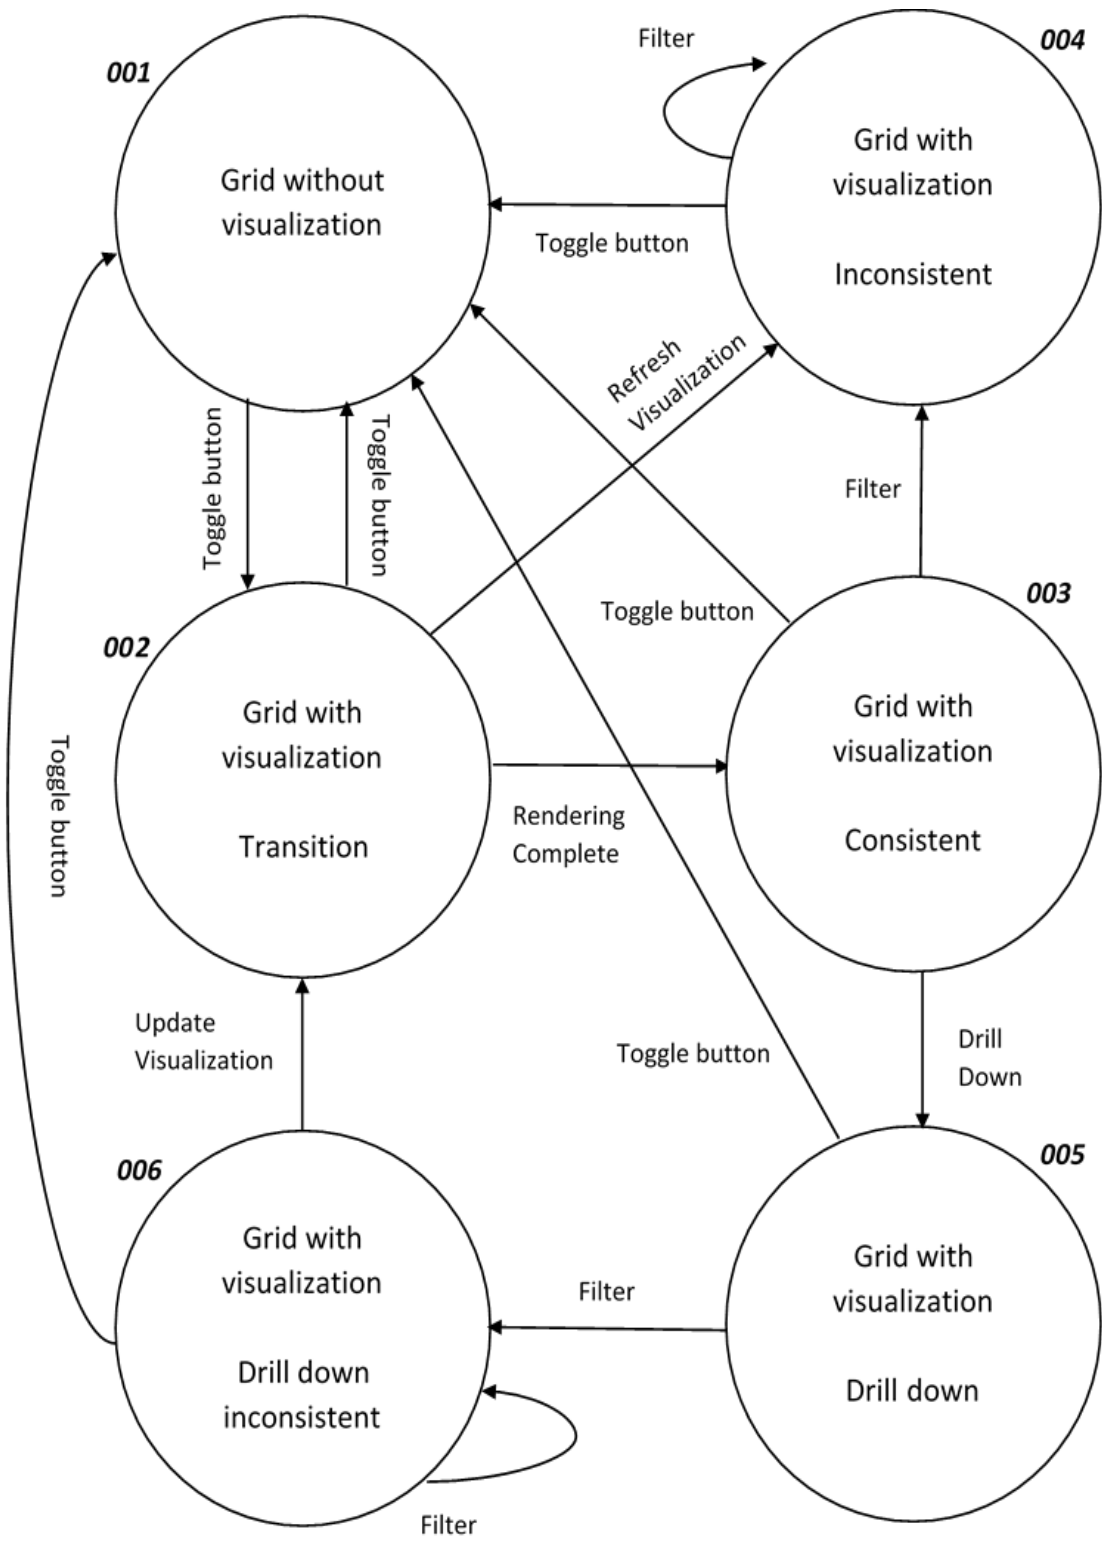 001
Grid without
visualization
Filter
004
Grid with
visualization
Inconsistent
Toggle button
Refresh
Visualization
Toggle button
Toggle button
Filter
Toggle button
002
Grid with
visualization
Transition
003
Grid with
visualization
Consistent
Rendering
Complete
Toggle button
Update
Visualization
Toggle button
Drill
Down
006
Grid with
visualization
Drill down
inconsistent
Filter
005
Grid with
visualization
Drill down
Filter